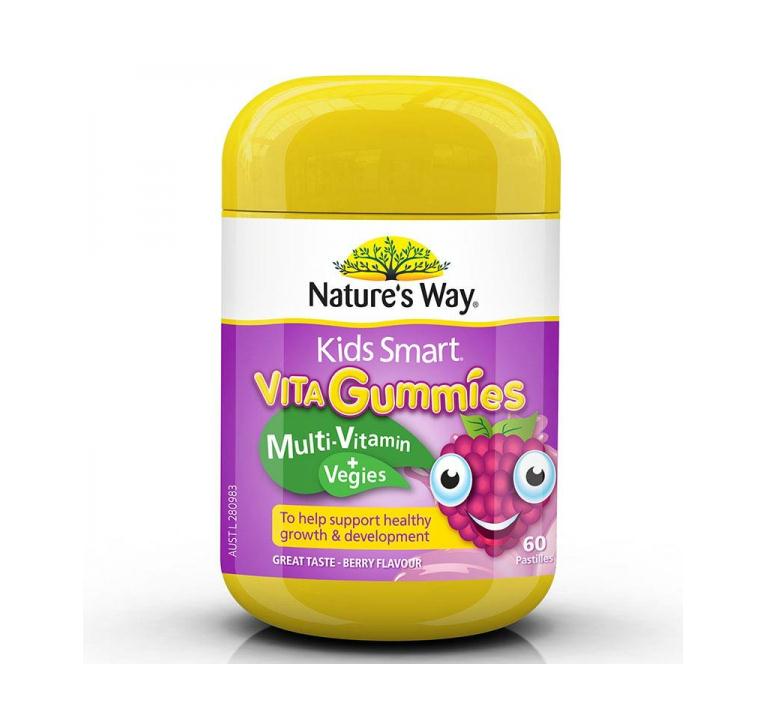 Nature's Way®
Kids Smart®
VITA Gummies
Multi-Vitamin
+
Vegies
To help support healthy
growth & development
GREAT TASTE - BERRY FLAVOUR
60
Pastilles
AUST L 280983